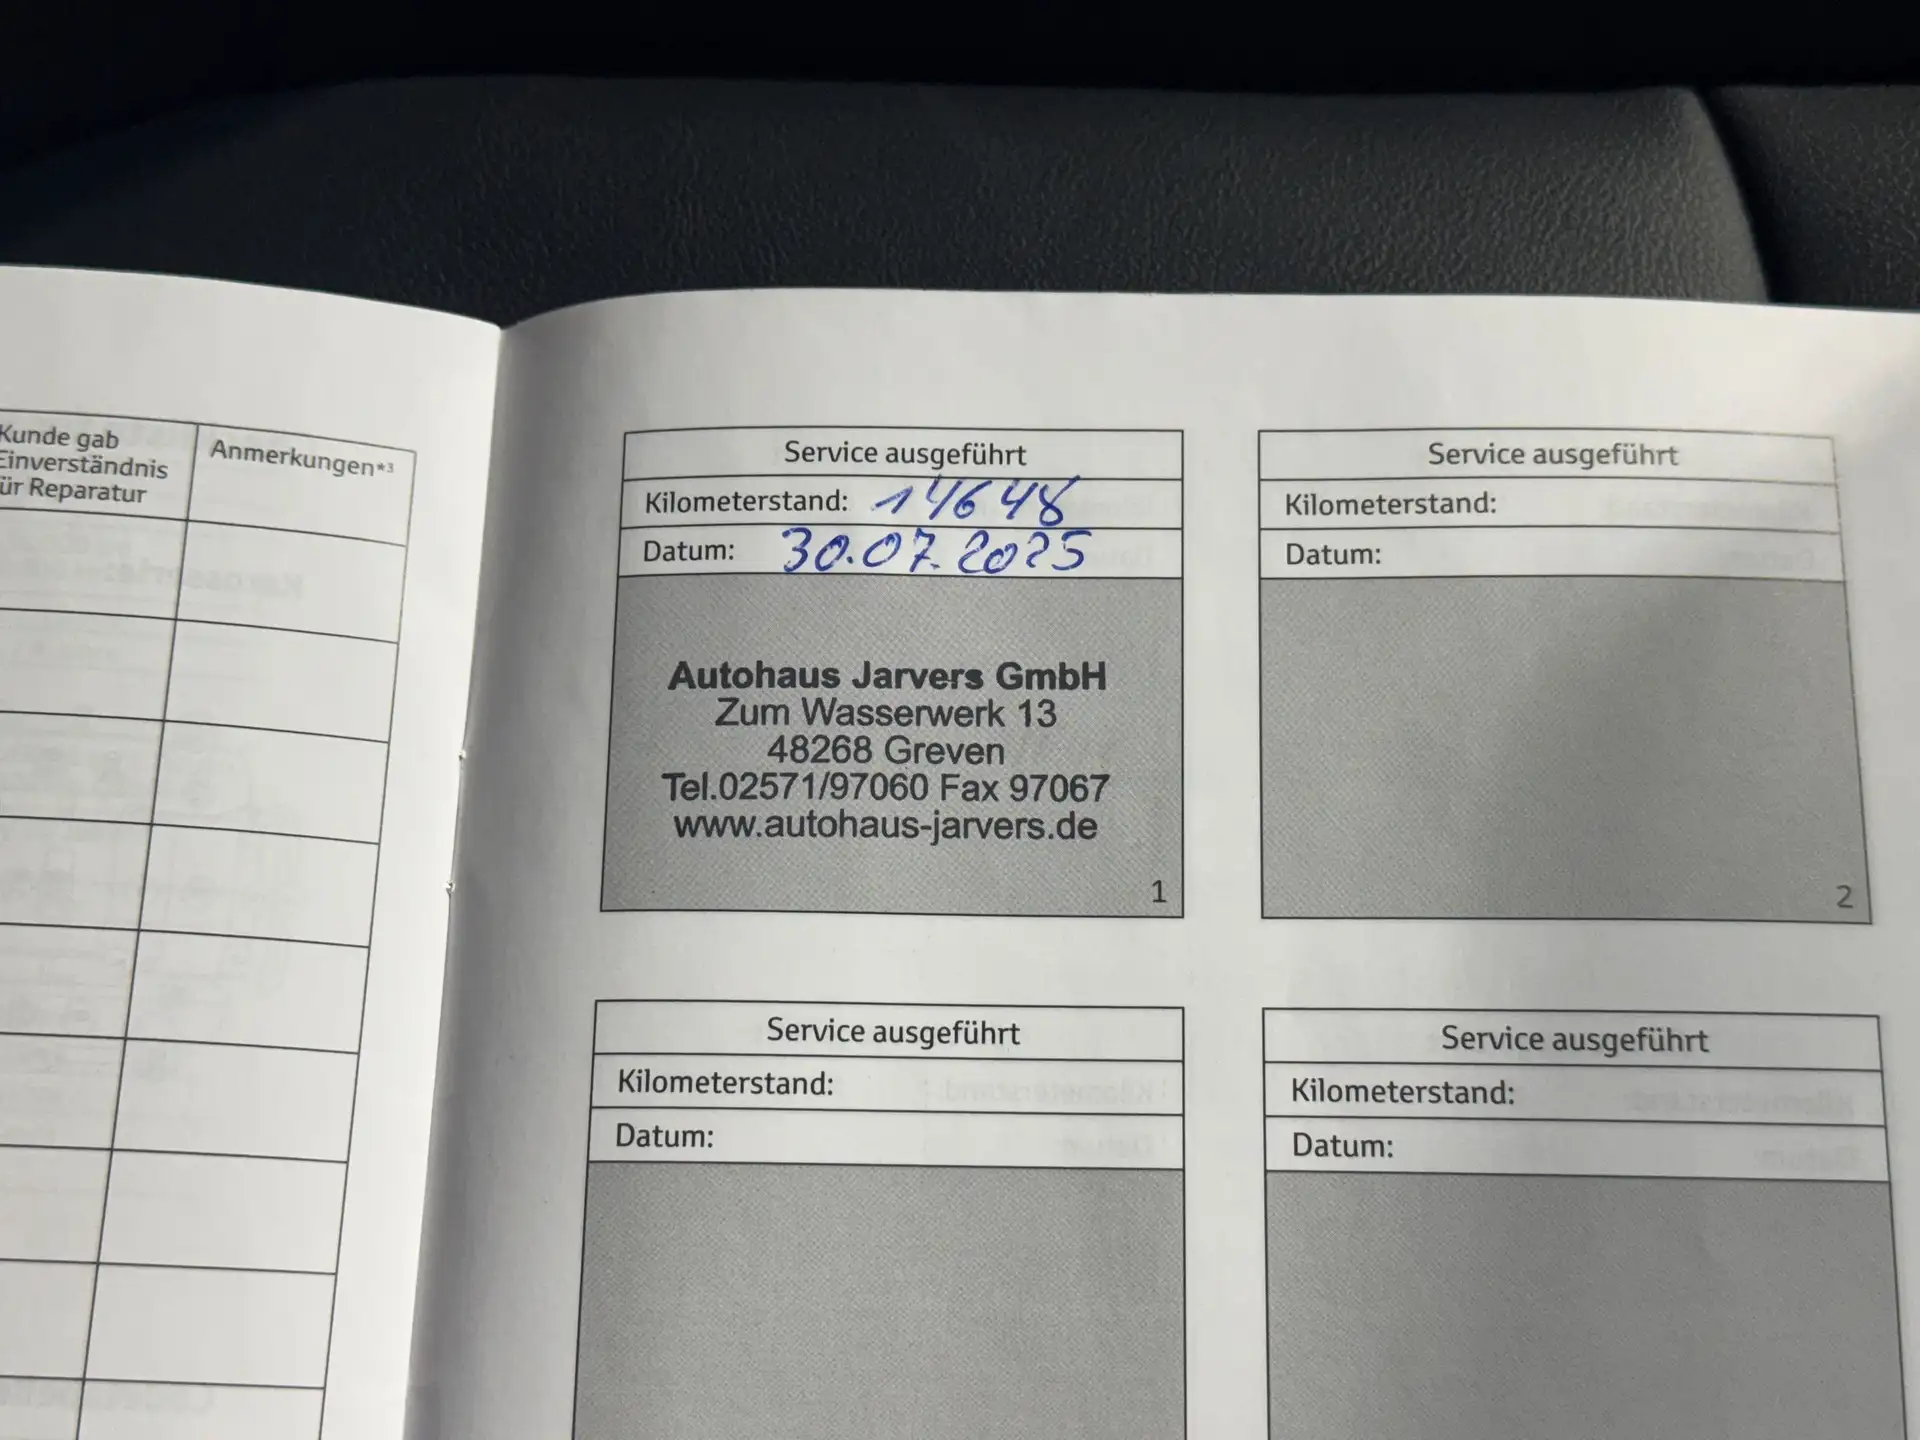 Kunde gab
Einverständnis
für Reparatur
Anmerkungen*3
Service ausgeführt
Kilometerstand: 14648
Datum: 30.07.2025
Autohaus Jarvers GmbH
Zum Wasserwerk 13
48268 Greven
Tel.02571/97060 Fax 97067
www.autohaus-jarvers.de
1
Service ausgeführt
Kilometerstand:
Datum:
2
Service ausgeführt
Kilometerstand:
Datum:
Service ausgeführt
Kilometerstand:
Datum: